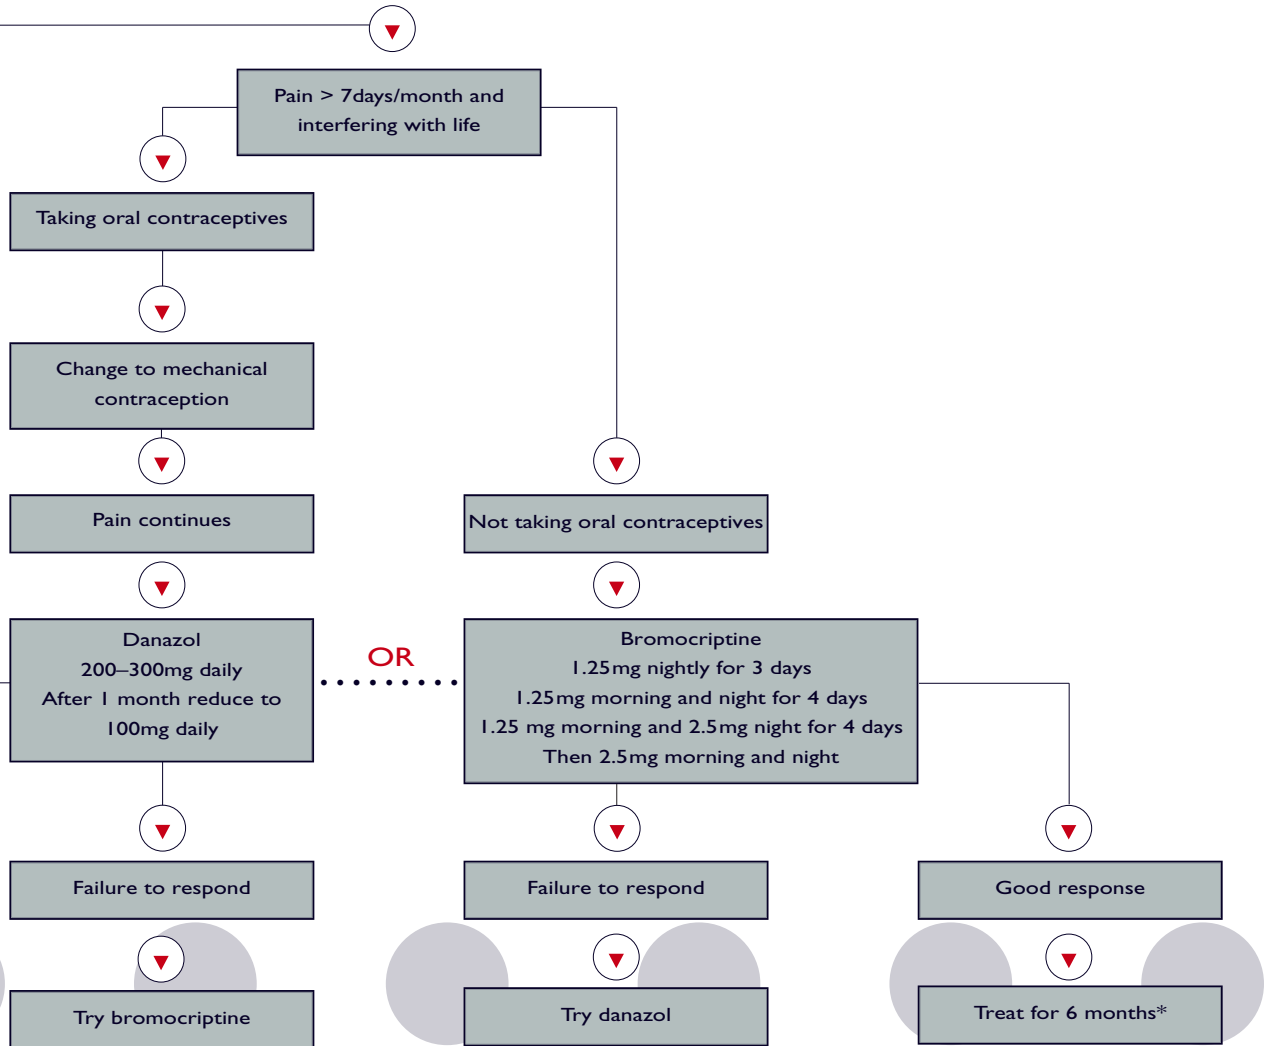 Pain > 7days/month and
interfering with life
Taking oral contraceptives
Change to mechanical
contraception
Pain continues
Not taking oral contraceptives
Danazol
200–300mg daily
After 1 month reduce to
100mg daily
OR
Bromocriptine
1.25mg nightly for 3 days
1.25mg morning and night for 4 days
1.25 mg morning and 2.5mg night for 4 days
Then 2.5mg morning and night
Failure to respond
Failure to respond
Good response
Try bromocriptine
Try danazol
Treat for 6 months*